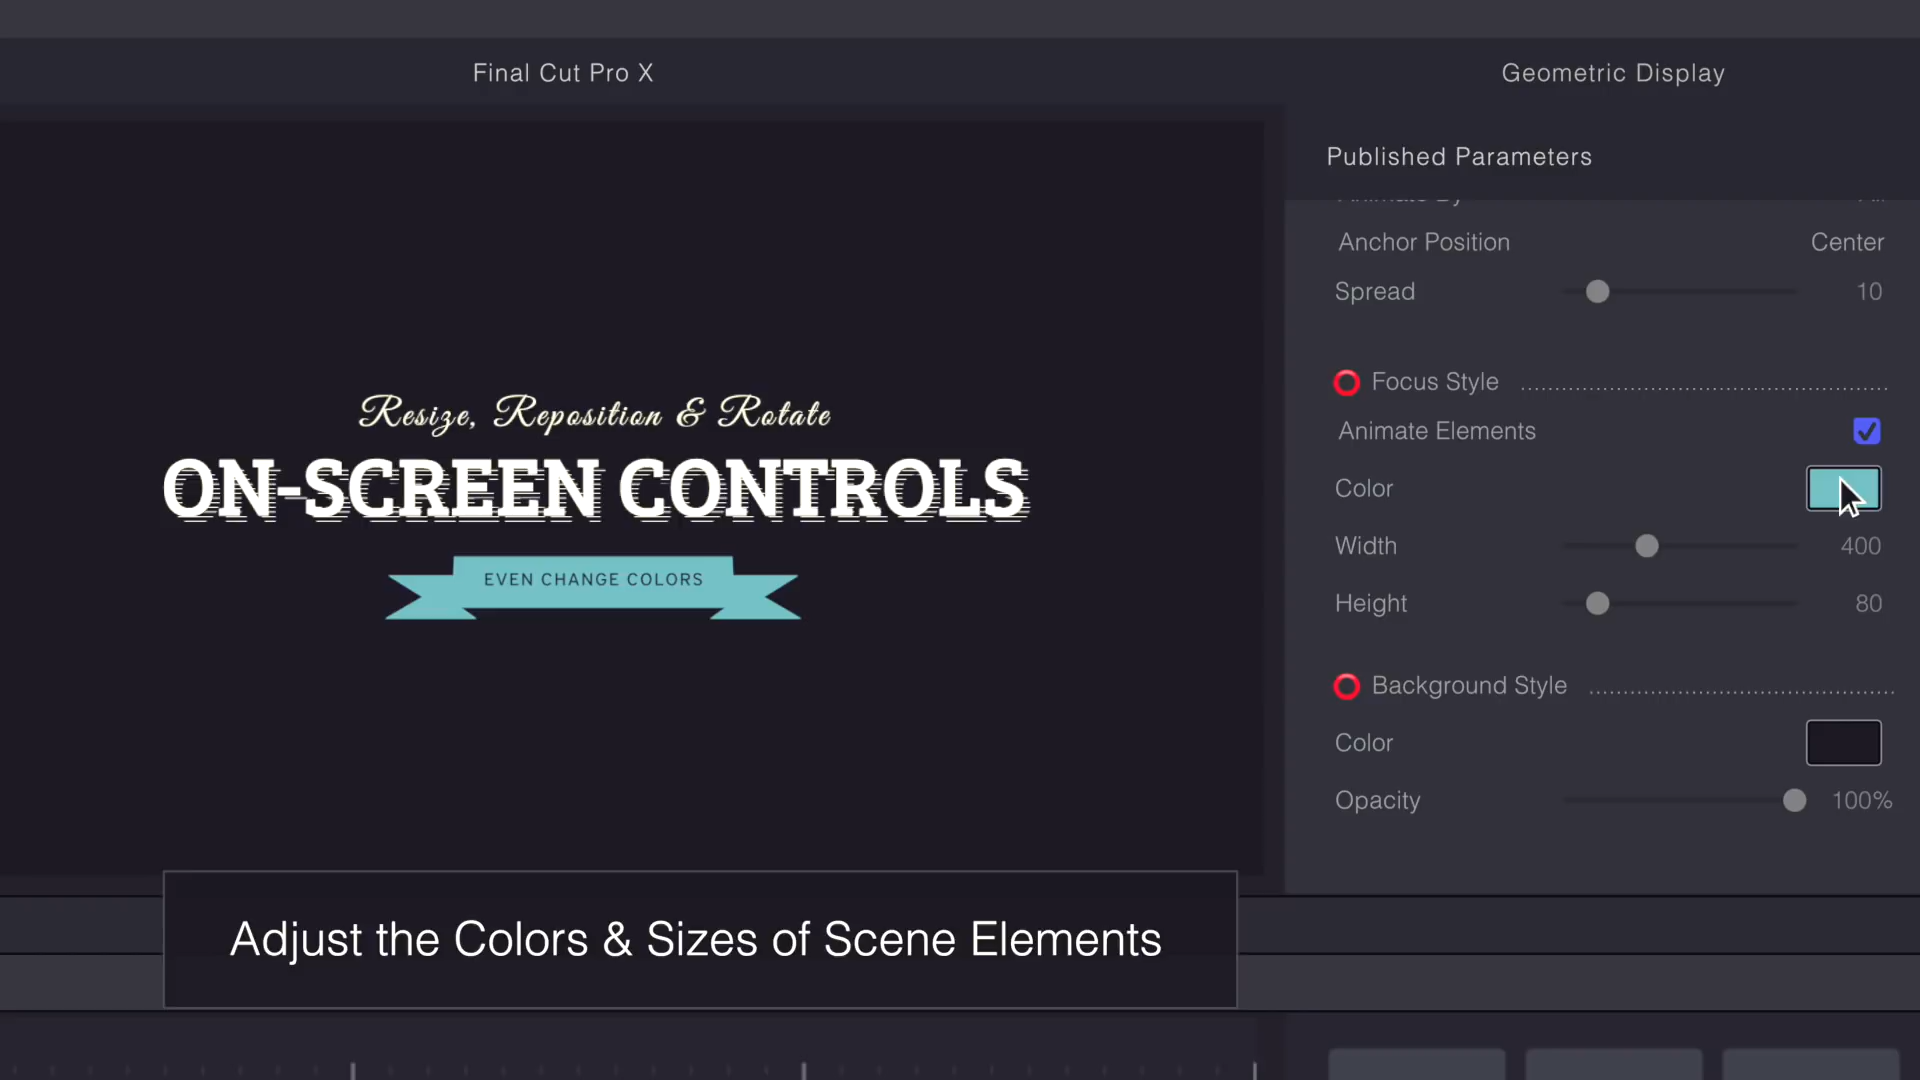 Final Cut Pro X
Geometric Display
Published Parameters
Anchor Position Center
Spread 10
Focus Style
Animate Elements
Color
Width 400
Height 80
Background Style
Color
Opacity 100%
Resize, Reposition & Rotate
ON-SCREEN CONTROLS
EVEN CHANGE COLORS
Adjust the Colors & Sizes of Scene Elements